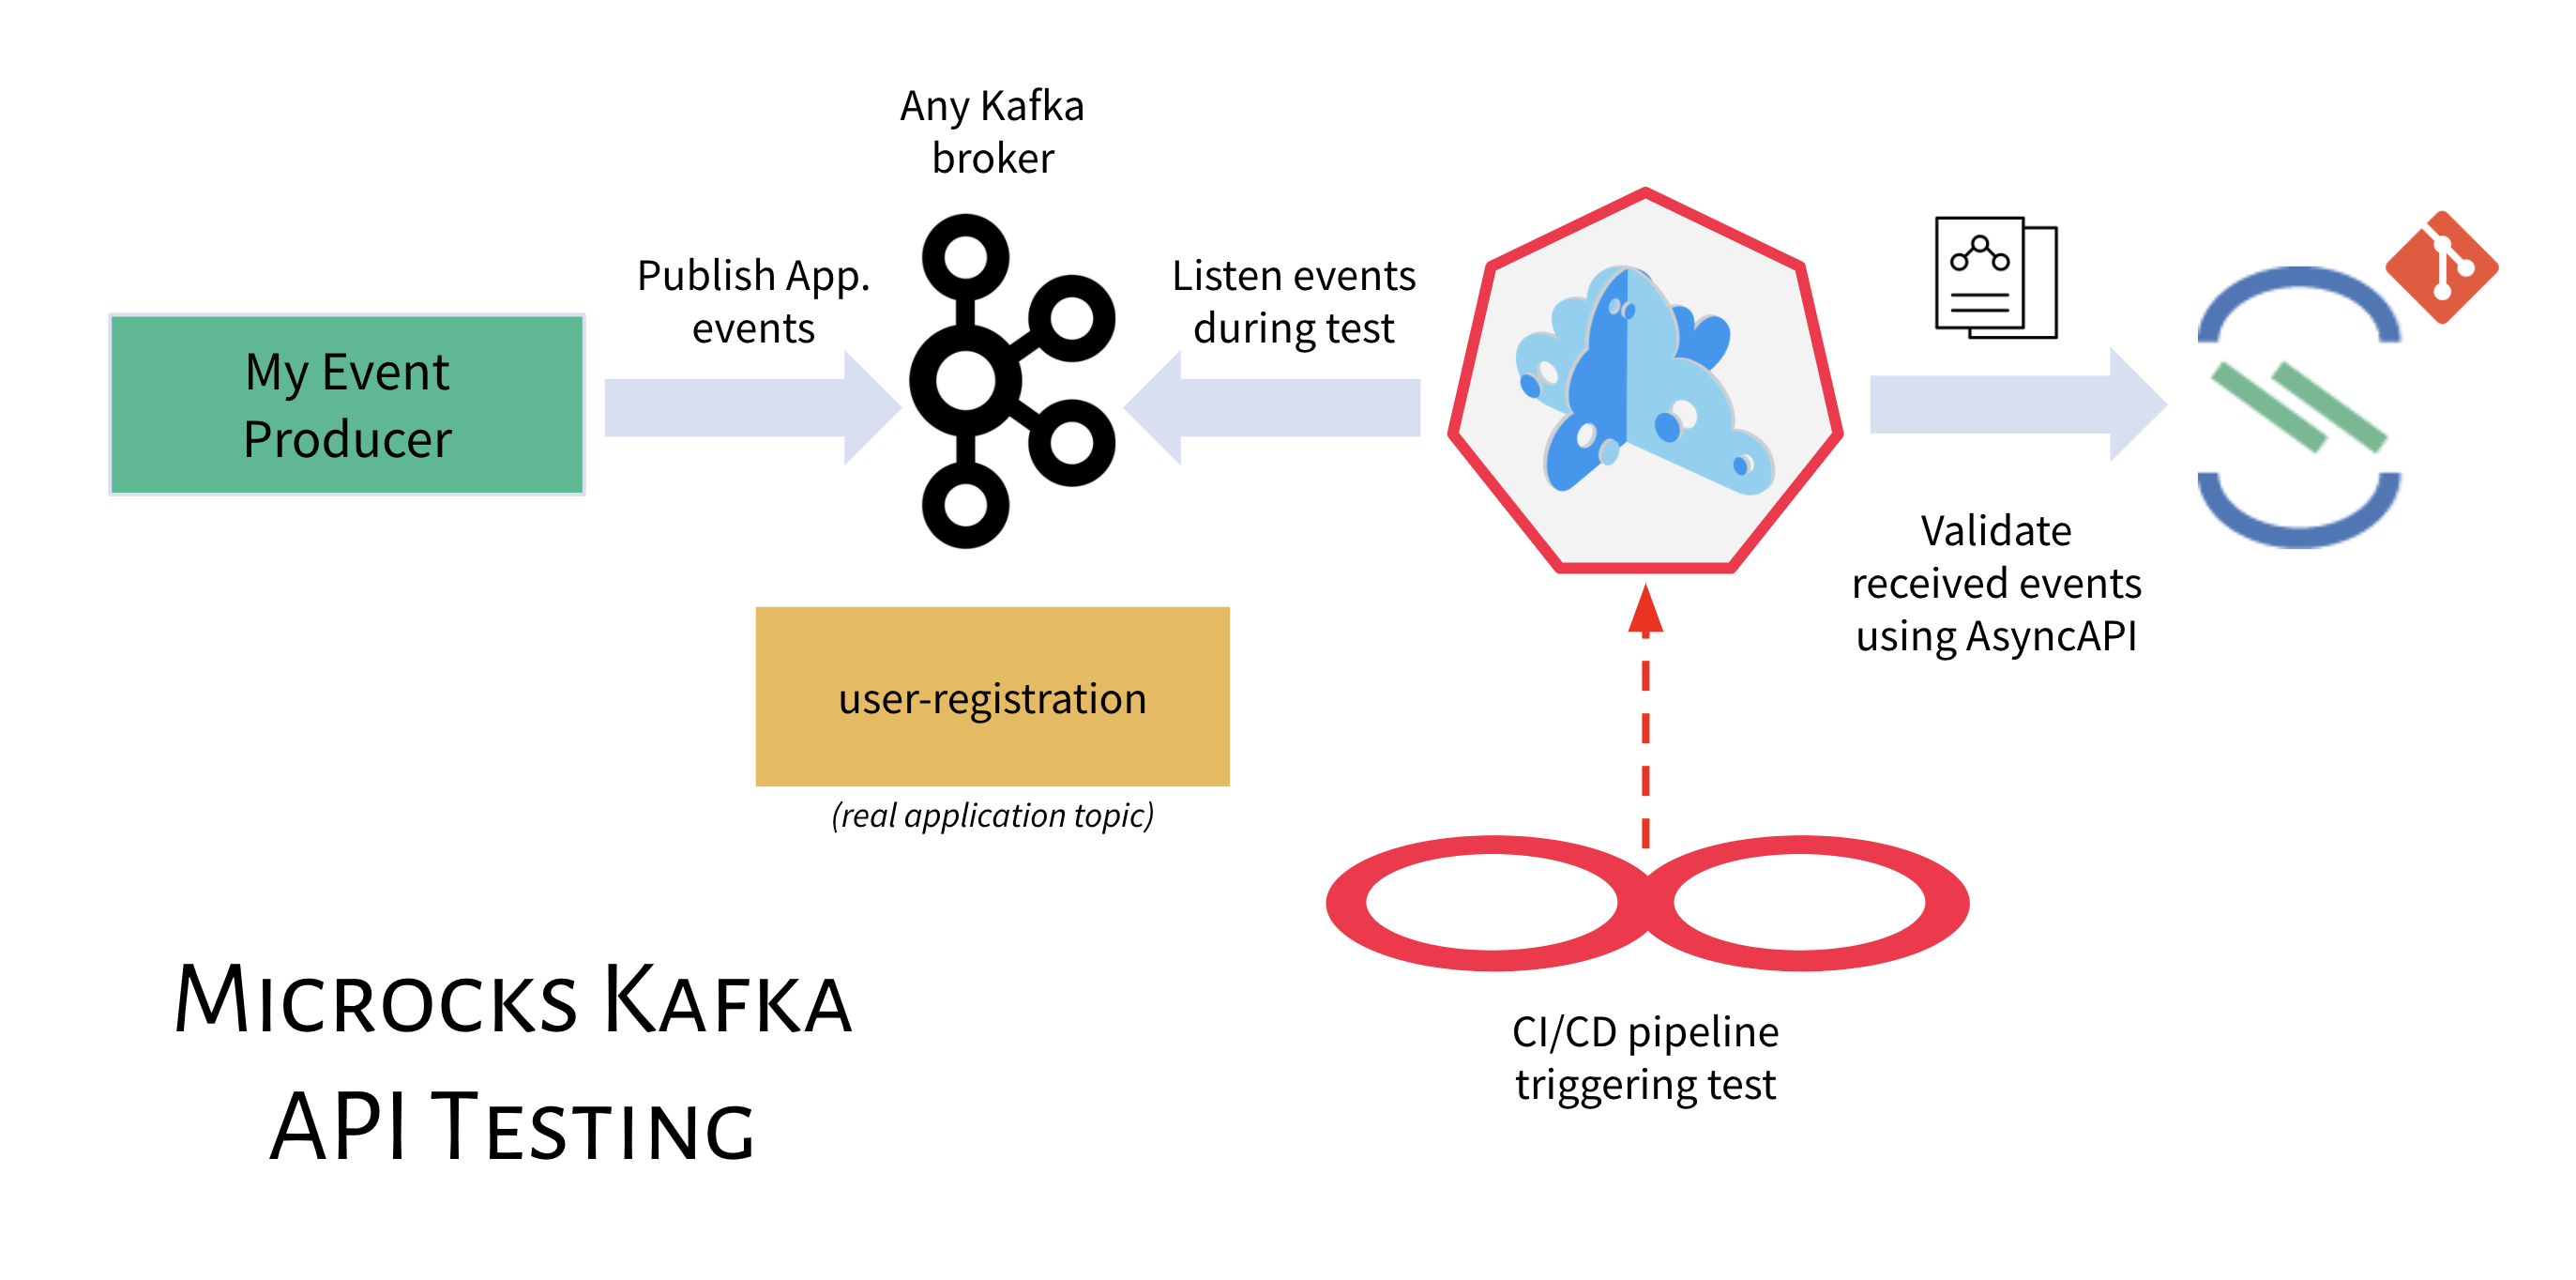 Any Kafka
broker
Publish App.
events
Listen events
during test
My Event
Producer
Validate
received events
using AsyncAPI
user-registration
(real application topic)
MICROCKS KAFKA
API TESTING
CI/CD pipeline
triggering test